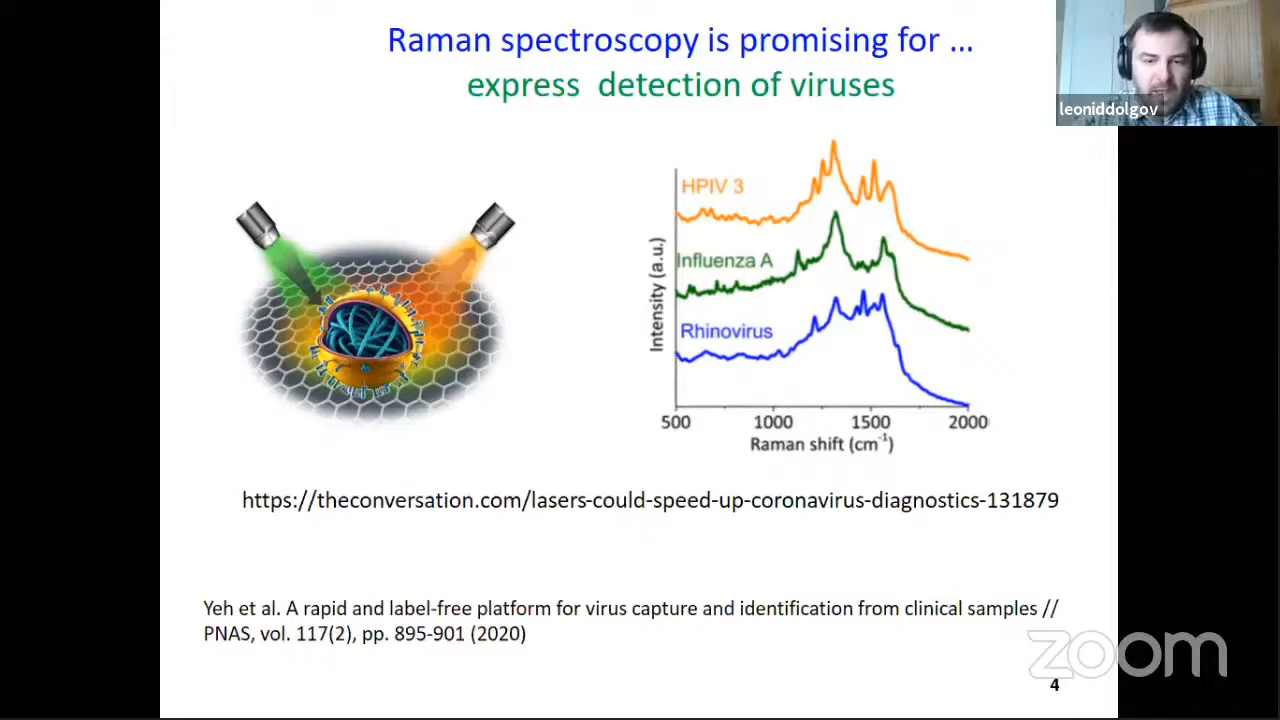 Raman spectroscopy is promising for ...
express detection of viruses
leoniddolgov
HPIV 3
Influenza A
Rhinovirus
Intensity (a.u.)
500 1000 1500 2000
Raman shift (cm⁻¹)
https://theconversation.com/lasers-could-speed-up-coronavirus-diagnostics-131879
Yeh et al. A rapid and label-free platform for virus capture and identification from clinical samples //
PNAS, vol. 117(2), pp. 895-901 (2020)
zoom
4